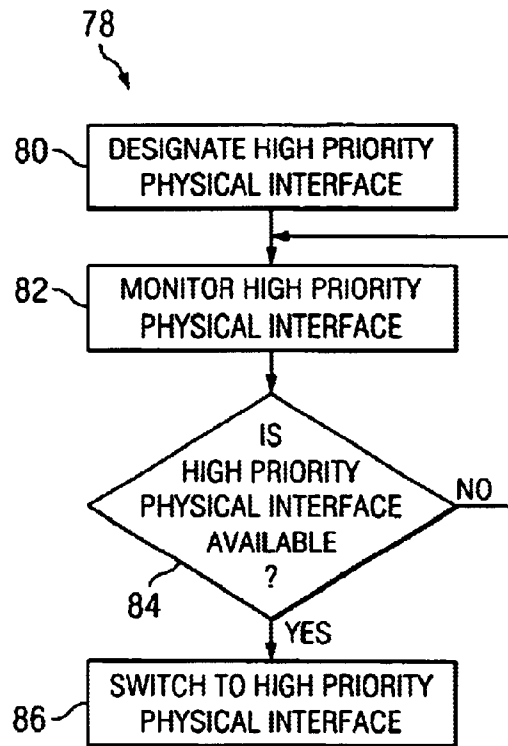 78
80
DESIGNATE HIGH PRIORITY
PHYSICAL INTERFACE
82
MONITOR HIGH PRIORITY
PHYSICAL INTERFACE
IS
HIGH PRIORITY
PHYSICAL INTERFACE
AVAILABLE
?
NO
84
YES
86
SWITCH TO HIGH PRIORITY
PHYSICAL INTERFACE